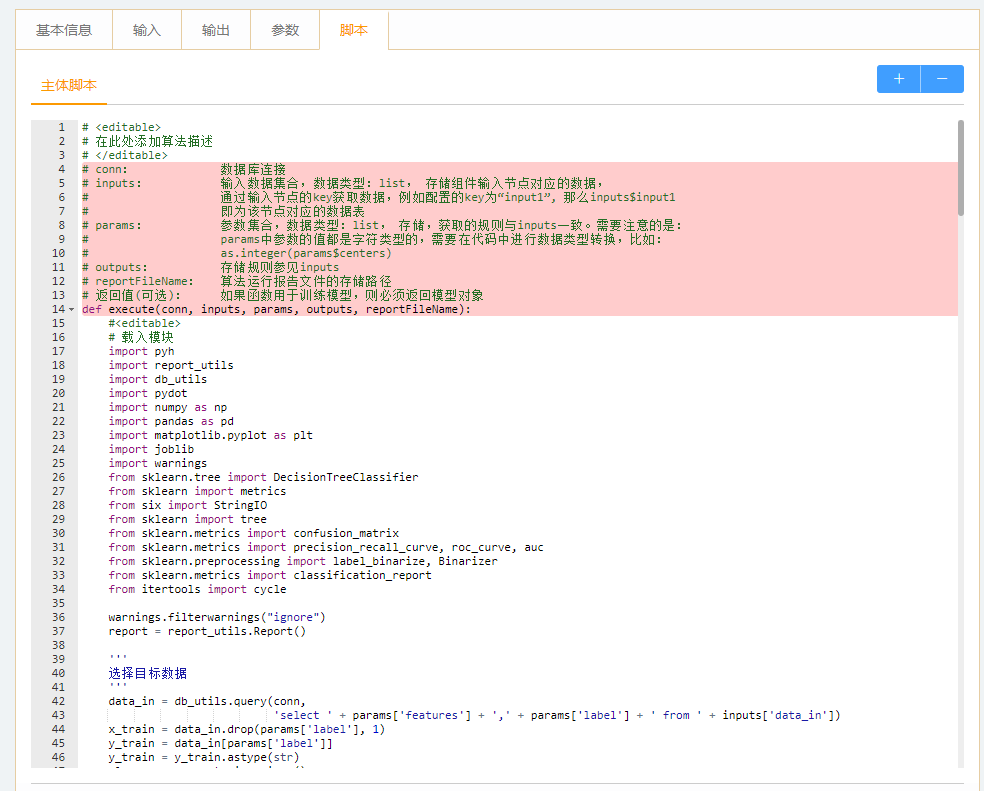 基本信息 输入 输出 参数 脚本
主体脚本
+ −
1 # <editable>
2 # 在此处添加算法描述
3 # </editable>
4 # conn: 数据库连接
5 # inputs: 输入数据集合，数据类型：list， 存储组件输入节点对应的数据，
6 # 通过输入节点的key获取数据，例如配置的key为“input1”, 那么inputs$input1
7 # 即为该节点对应的数据表
8 # params: 参数集合，数据类型：list， 存储，获取的规则与inputs一致。需要注意的是：
9 # params中参数的值都是字符类型的，需要在代码中进行数据类型转换，比如：
10 # as.integer(params$centers)
11 # outputs: 存储规则参见inputs
12 # reportFileName: 算法运行报告文件的存储路径
13 # 返回值(可选): 如果函数用于训练模型，则必须返回模型对象
14 def execute(conn, inputs, params, outputs, reportFileName):
15 #<editable>
16 # 载入模块
17 import pyh
18 import report_utils
19 import db_utils
20 import pydot
21 import numpy as np
22 import pandas as pd
23 import matplotlib.pyplot as plt
24 import joblib
25 import warnings
26 from sklearn.tree import DecisionTreeClassifier
27 from sklearn import metrics
28 from six import StringIO
29 from sklearn import tree
30 from sklearn.metrics import confusion_matrix
31 from sklearn.metrics import precision_recall_curve, roc_curve, auc
32 from sklearn.preprocessing import label_binarize, Binarizer
33 from sklearn.metrics import classification_report
34 from itertools import cycle
35
36 warnings.filterwarnings("ignore")
37 report = report_utils.Report()
38
39 '''
40 选择目标数据
41 '''
42 data_in = db_utils.query(conn,
43 'select ' + params['features'] + ',' + params['label'] + ' from ' + inputs['data_in'])
44 x_train = data_in.drop(params['label'], 1)
45 y_train = data_in[params['label']]
46 y_train = y_train.astype(str)